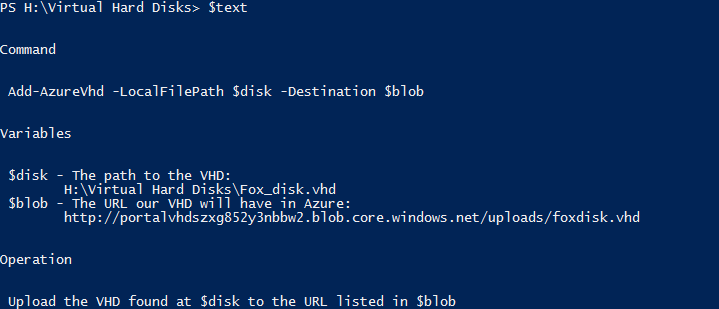 PS H:\Virtual Hard Disks> $text
Command
Add-AzureVhd -LocalFilePath $disk -Destination $blob
Variables
$disk - The path to the VHD:
H:\Virtual Hard Disks\Fox_disk.vhd
$blob - The URL our VHD will have in Azure:
http://portalvhdszxg852y3nbbw2.blob.core.windows.net/uploads/foxdisk.vhd
Operation
Upload the VHD found at $disk to the URL listed in $blob